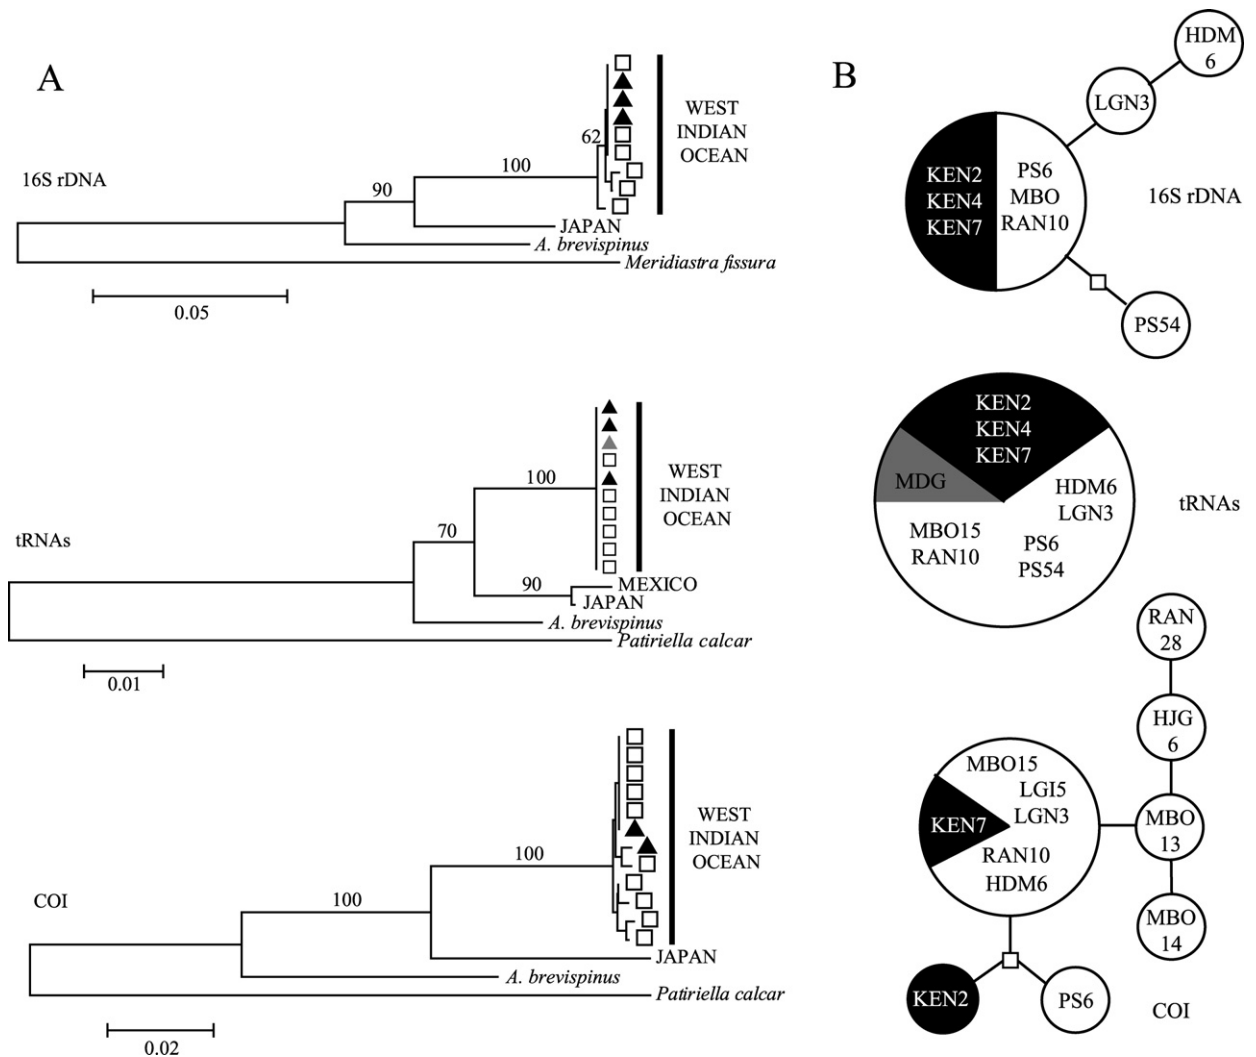 A
16S rDNA
90
100
62
WEST
INDIAN
OCEAN
JAPAN
A. brevispinus
Meridiastra fissura
0.05
tRNAs
70
100
90
WEST
INDIAN
OCEAN
MEXICO
JAPAN
A. brevispinus
Patiriella calcar
0.01
COI
100
100
WEST
INDIAN
OCEAN
JAPAN
A. brevispinus
Patiriella calcar
0.02
B
HDM
6
LGN3
KEN2
KEN4
KEN7
PS6
MBO
RAN10
16S rDNA
PS54
KEN2
KEN4
KEN7
MDG
HDM6
LGN3
MBO15
RAN10
PS6
PS54
tRNAs
RAN
28
HJG
6
MBO15
LGI5
LGN3
KEN7
RAN10
HDM6
MBO
13
MBO
14
KEN2
PS6
COI